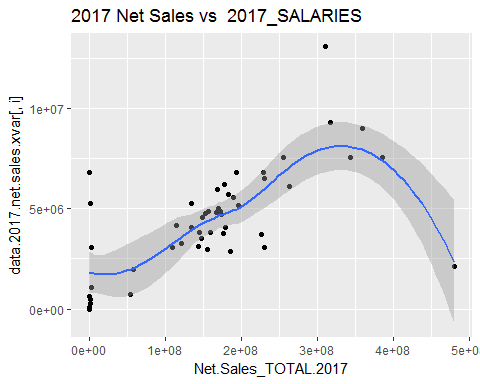 2017 Net Sales vs  2017_SALARIES
data.2017.net.sales.xvar[, i]
1e+07
5e+06
0e+00
0e+00
1e+08
2e+08
3e+08
4e+08
5e+08
Net.Sales_TOTAL.2017